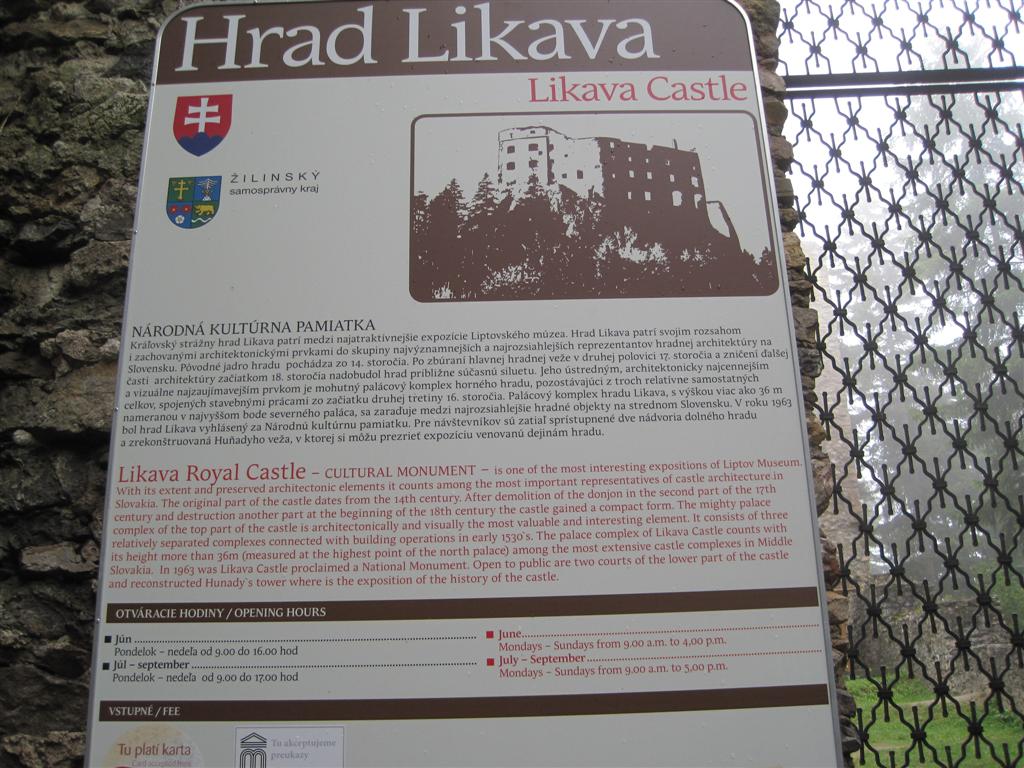 Hrad Likava
Likava Castle
ŽILINSKÝ
samosprávny kraj
NÁRODNÁ KULTÚRNA PAMIATKA
Kráľovský strážny hrad Likava patrí medzi najatraktívnejšie expozície Liptovského múzea. Hrad Likava patrí svojim rozsahom
i zachovanými architektonickými prvkami do skupiny najvýznamnejších a najrozsiahlejších reprezentantov hradnej architektúry na
Slovensku. Pôvodné jadro hradu pochádza zo 14. storočia. Po zbúraní hlavnej hradnej veže v druhej polovici 17. storočia a zničení ďalšej
časti architektúry začiatkom 18. storočia nadobudol hrad približne súčasnú siluetu. Jeho ústredným, architektonicky najcennejším
a vizuálne najzaujímavejším prvkom je mohutný palácový komplex horného hradu, pozostávajúci z troch relatívne samostatných
celkov, spojených stavebnými prácami zo začiatku druhej tretiny 16. storočia. Palácový komplex hradu Likava, s výškou viac ako 36 m
nameranou v najvyššom bode severného paláca, sa zaraďuje medzi najrozsiahlejšie hradné objekty na strednom Slovensku. V roku 1963
bol hrad Likava vyhlásený za Národnú kultúrnu pamiatku. Pre návštevníkov sú zatiaľ sprístupnené dve nádvoria dolného hradu
a zrekonštruovaná Huňadyho veža, v ktorej si môžu prezrieť expozíciu venovanú dejinám hradu.
Likava Royal Castle – CULTURAL MONUMENT – is one of the most interesting expositions of Liptov Museum.
With its extent and preserved architectonic elements it counts among the most important representatives of castle architecture in
Slovakia. The original part of the castle dates from the 14th century. After demolition of the donjon in the second part of the 17th
century and destruction another part at the beginning of the 18th century the castle gained a compact form. The mighty palace
complex of the top part of the castle is architectonically and visually the most valuable and interesting element. It consists of three
relatively separated complexes connected with building operations in early 1530`s. The palace complex of Likava Castle counts with
its height more than 36m (measured at the highest point of the north palace) among the most extensive castle complexes in Middle
Slovakia. In 1963 was Likava Castle proclaimed a National Monument. Open to public are two courts of the lower part of the castle
and reconstructed Hunady`s tower where is the exposition of the history of the castle.
OTVÁRACIE HODINY / OPENING HOURS
Jún
Pondelok – nedeľa od 9.00 do 16.00 hod
Júl – september
Pondelok – nedeľa od 9.00 do 17.00 hod
June
Mondays – Sundays from 9.00 a.m. to 4,00 p.m.
July – September
Mondays – Sundays from 9.00 a.m. to 5,00 p.m.
VSTUPNÉ / FEE
Tu platí karta
Card accepted here
Tu akceptujeme
preukazy